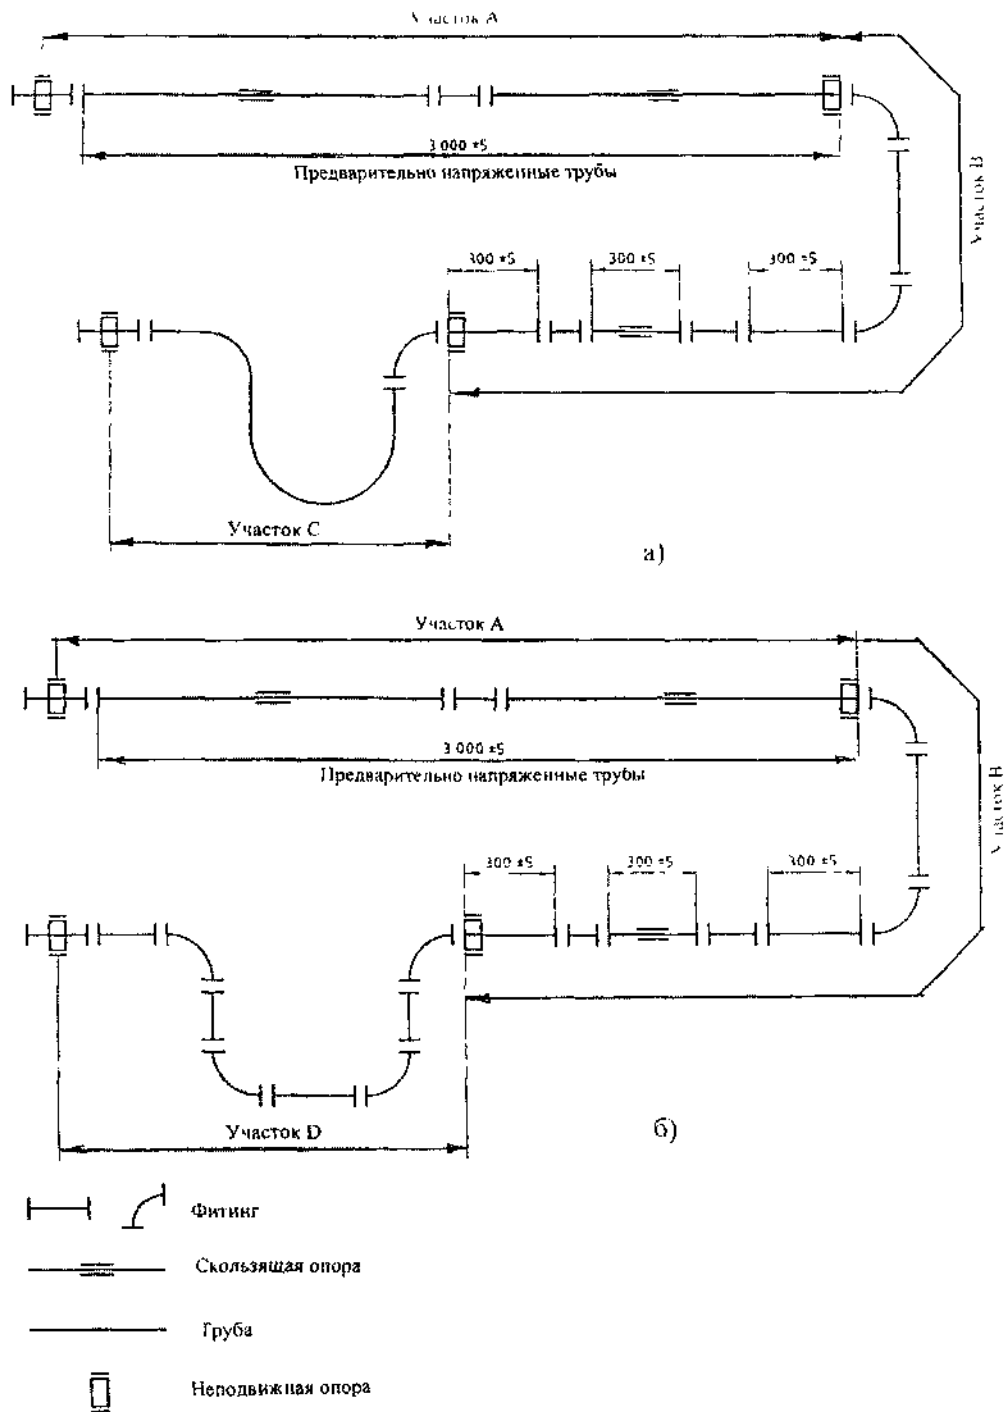 Участок А
3 000 ±5
Предварительно напряженные трубы
Участок В
300 ±5
300 ±5
300 ±5
Участок С
а)
Участок А
3 000 ±5
Предварительно напряженные трубы
Участок В
300 ±5
300 ±5
300 ±5
Участок D
б)
Фитинг
Скользящая опора
Труба
Неподвижная опора